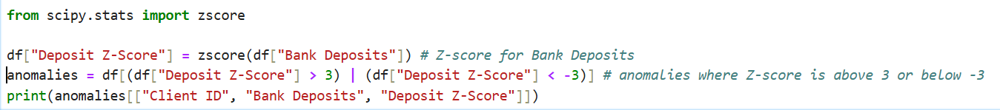 from scipy.stats import zscore
df["Deposit Z-Score"] = zscore(df["Bank Deposits"]) # Z-score for Bank Deposits
anomalies = df[(df["Deposit Z-Score"] > 3) | (df["Deposit Z-Score"] < -3)] # anomalies where Z-score is above 3 or below -3
print(anomalies[["Client ID", "Bank Deposits", "Deposit Z-Score"]])